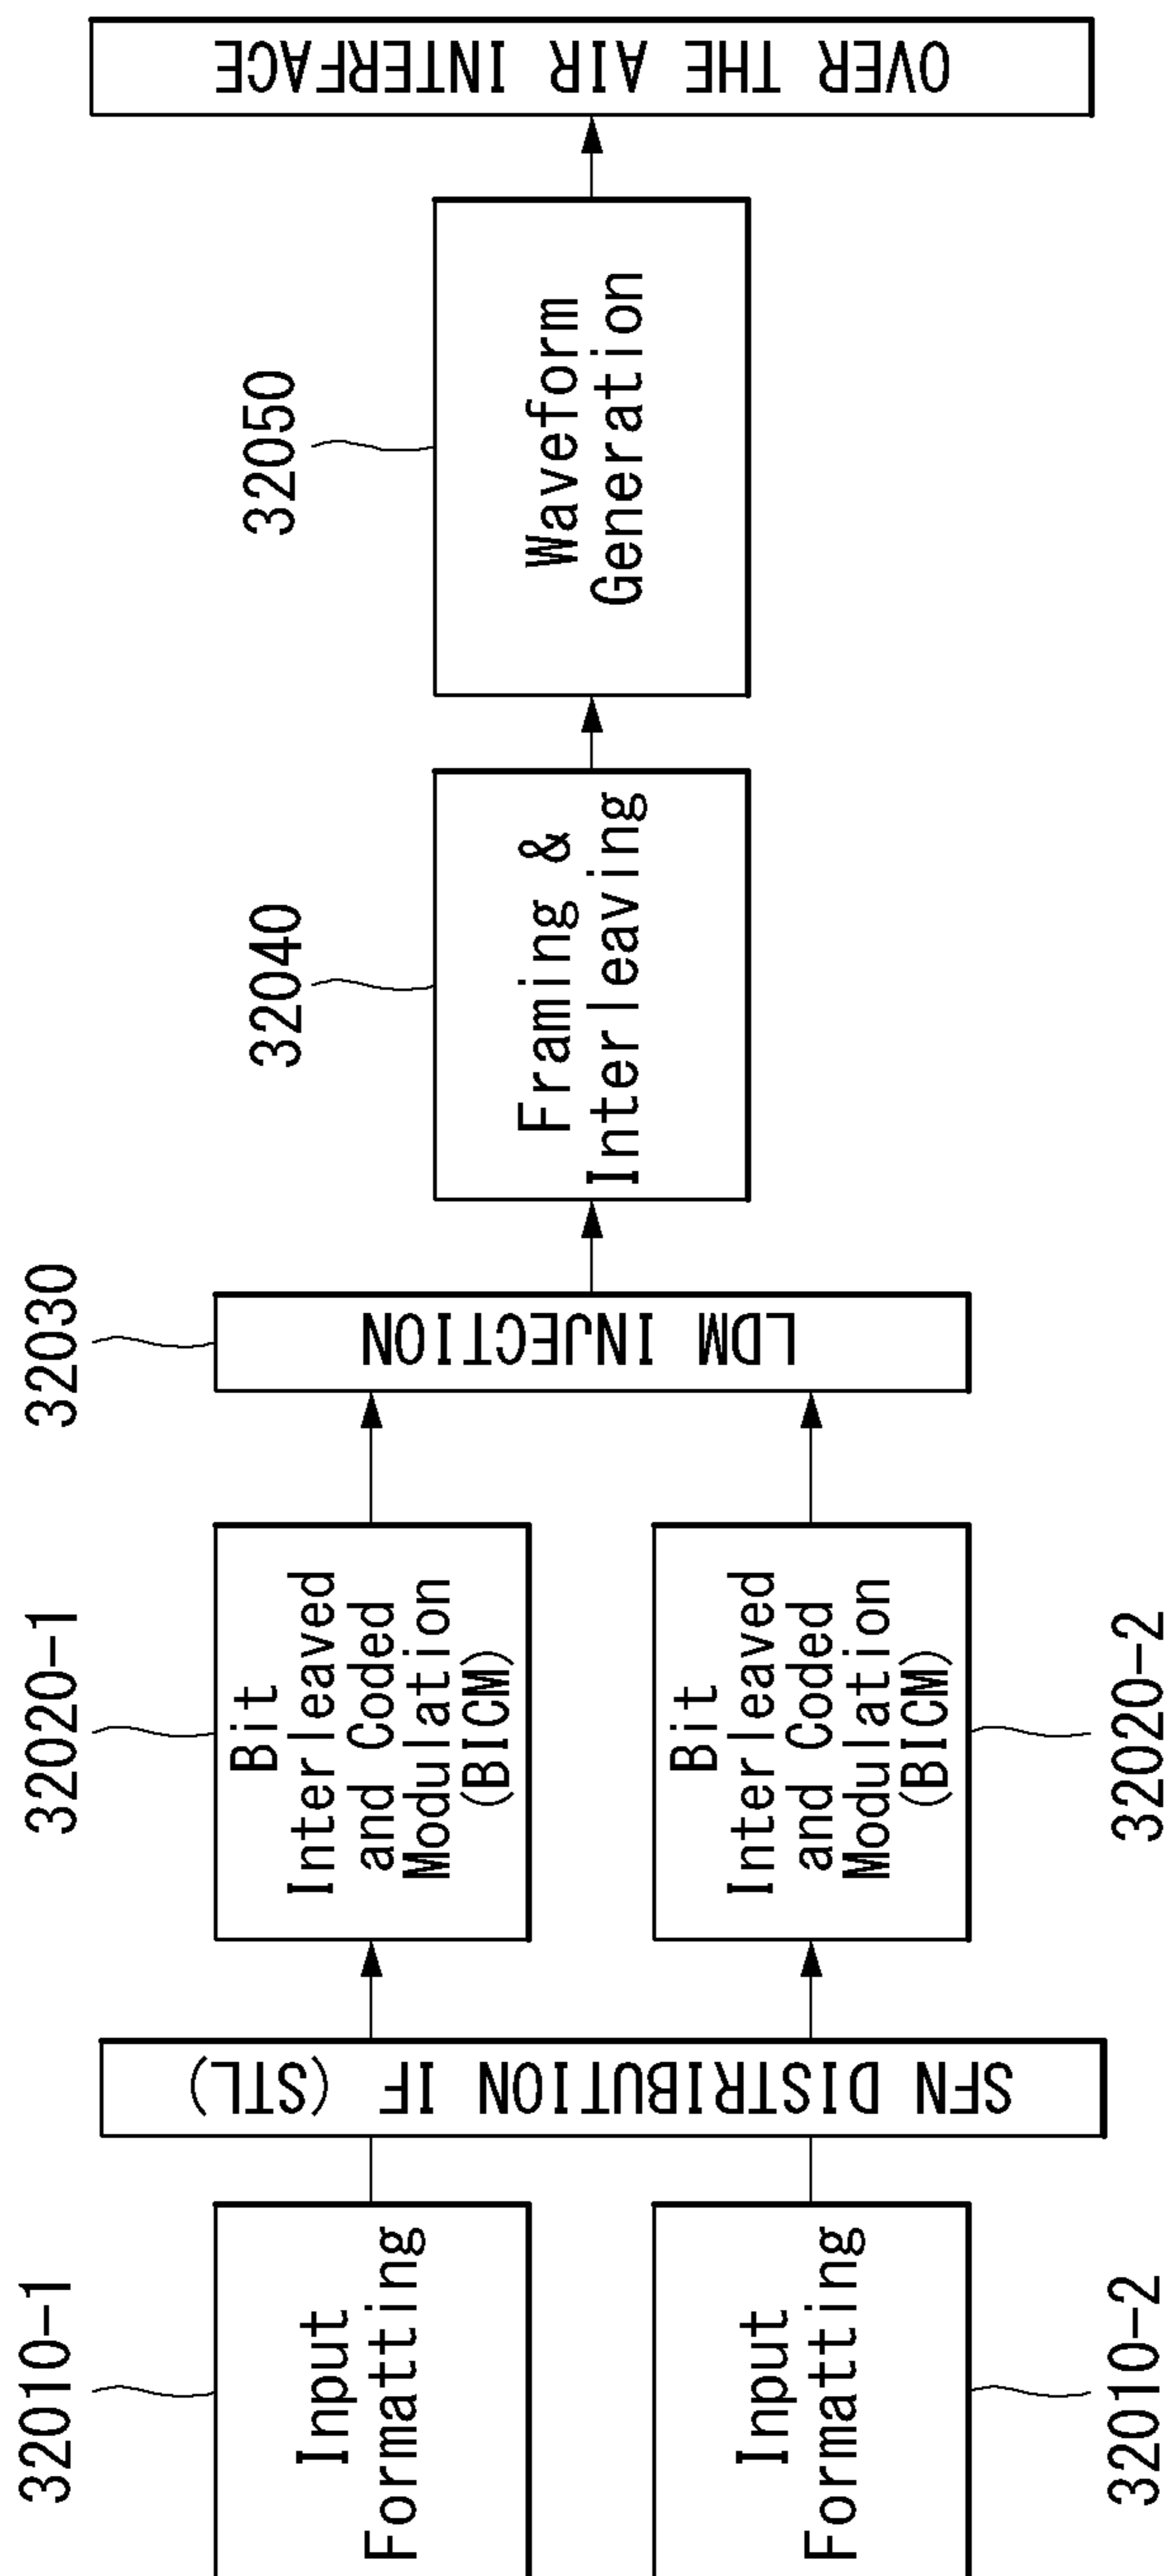 32010-1
Input
Formatting
Input
Formatting
32010-2
SFN DISTRIBUTION IF (STL)
32020-1
Bit
Interleaved
and Coded
Modulation
(BICM)
Bit
Interleaved
and Coded
Modulation
(BICM)
32020-2
32030
LDM INJECTION
32040
Framing &
Interleaving
32050
Waveform
Generation
OVER THE AIR INTERFACE